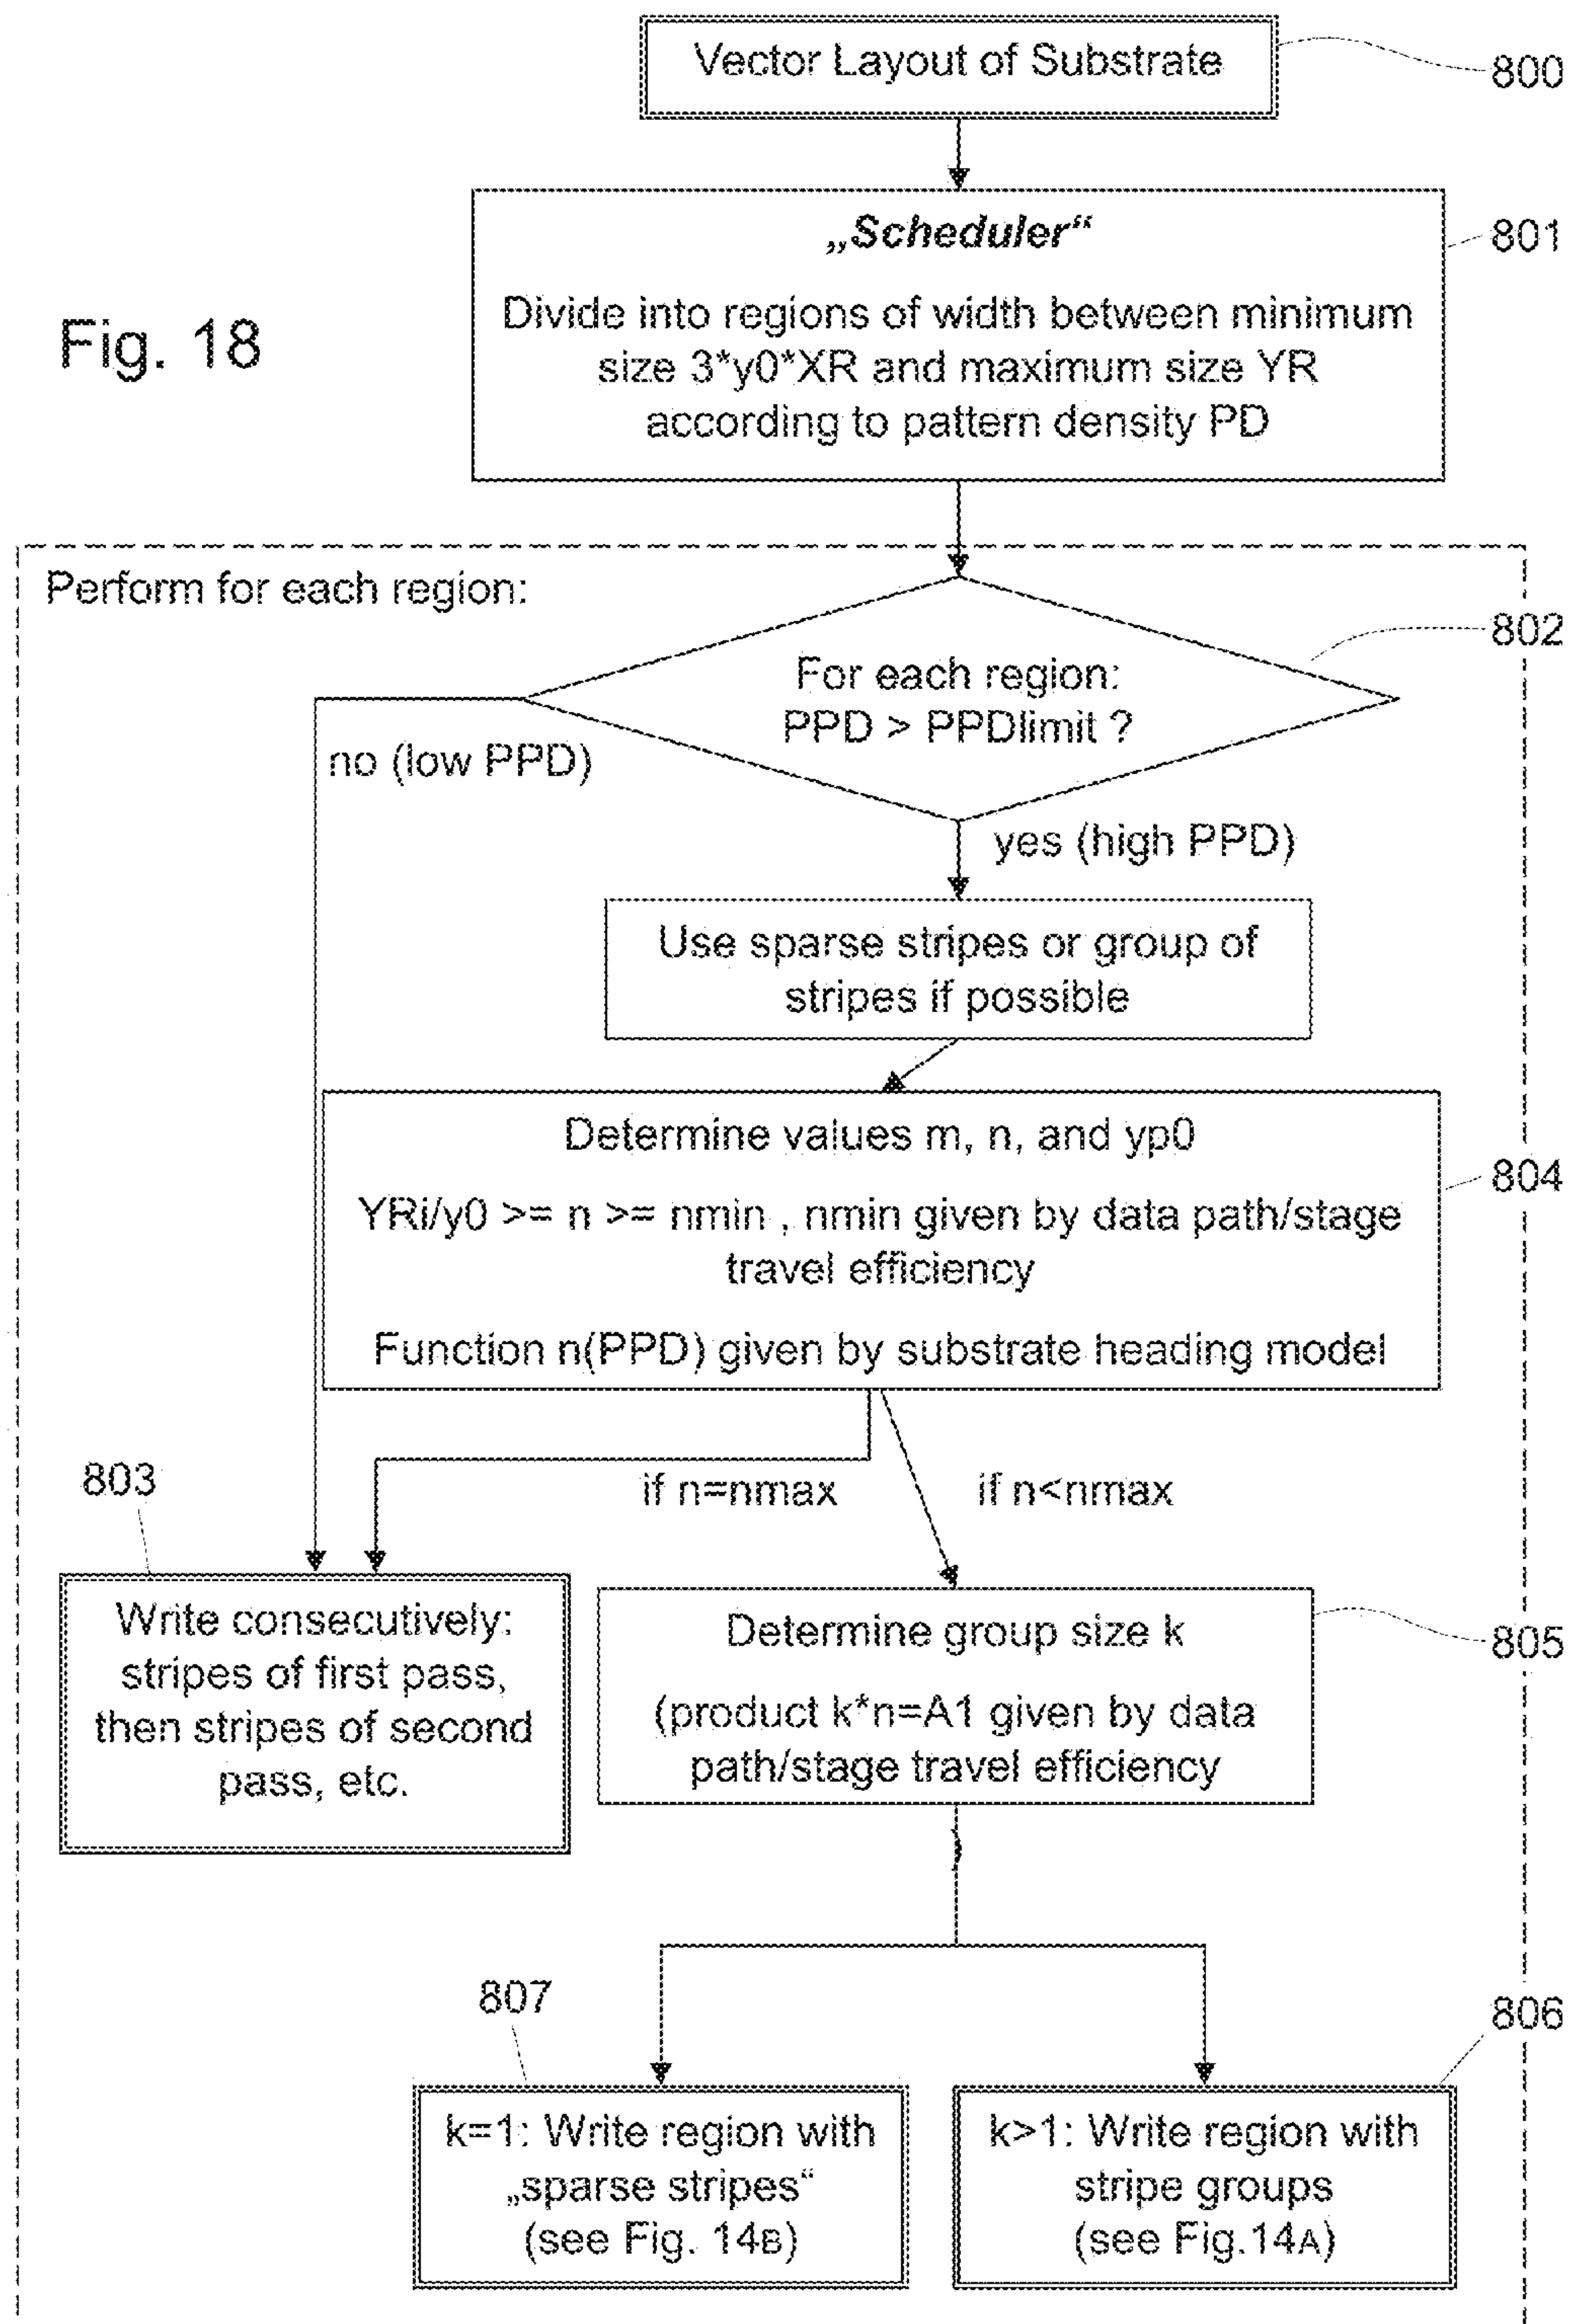 Vector Layout of Substrate
800
„Scheduler“
801
Divide into regions of width between minimum
size 3*y0*XR and maximum size YR
according to pattern density PD
Fig. 18
Perform for each region:
802
For each region:
PPD > PPDlimit ?
no (low PPD)
yes (high PPD)
Use sparse stripes or group of
stripes if possible
Determine values m, n, and yp0
804
YRi/y0 >= n >= nmin , nmin given by data path/stage
travel efficiency
Function n(PPD) given by substrate heading model
803
if n=nmax
if n<nmax
Write consecutively:
stripes of first pass,
then stripes of second
pass, etc.
Determine group size k
805
(product k*n=A1 given by data
path/stage travel efficiency
807
806
k=1: Write region with
„sparse stripes“
(see Fig. 14B)
k>1: Write region with
stripe groups
(see Fig.14A)